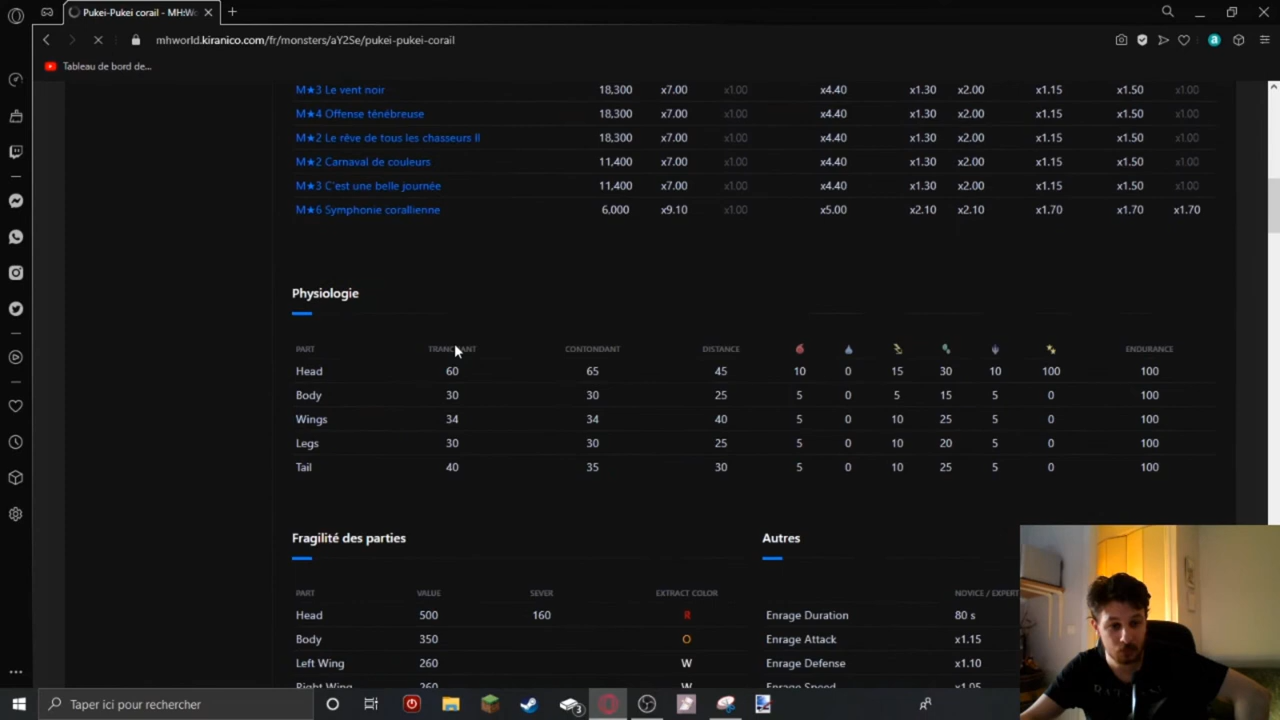 Pukei-Pukei corail - MH:W
mhworld.kiranico.com/fr/monsters/aY2Se/pukei-pukei-corail
Tableau de bord de...
M★3 Le vent noir 18,300 x7.00 x1.00 x4.40 x1.30 x2.00 x1.15 x1.50 x1.00
M★4 Offense ténébreuse 18,300 x7.00 x1.00 x4.40 x1.30 x2.00 x1.15 x1.50 x1.00
M★2 Le rêve de tous les chasseurs II 18,300 x7.00 x1.00 x4.40 x1.30 x2.00 x1.15 x1.50 x1.00
M★2 Carnaval de couleurs 11,400 x7.00 x1.00 x4.40 x1.30 x2.00 x1.15 x1.50 x1.00
M★3 C'est une belle journée 11,400 x7.00 x1.00 x4.40 x1.30 x2.00 x1.15 x1.50 x1.00
M★6 Symphonie corallienne 6,000 x9.10 x1.00 x5.00 x2.10 x2.10 x1.70 x1.70 x1.70
Physiologie
PART TRANCHANT CONTONDANT DISTANCE ENDURANCE
Head 60 65 45 10 0 15 30 10 100 100
Body 30 30 25 5 0 5 15 5 0 100
Wings 34 34 40 5 0 10 25 5 0 100
Legs 30 30 25 5 0 10 20 5 0 100
Tail 40 35 30 5 0 10 25 5 0 100
Fragilité des parties Autres
PART VALUE SEVER EXTRACT COLOR NOVICE / EXPERT
Head 500 160 R Enrage Duration 80 s
Body 350 O Enrage Attack x1.15
Left Wing 260 W Enrage Defense x1.10
Right Wing 260 W Enrage Speed x1.05
Taper ici pour rechercher
3